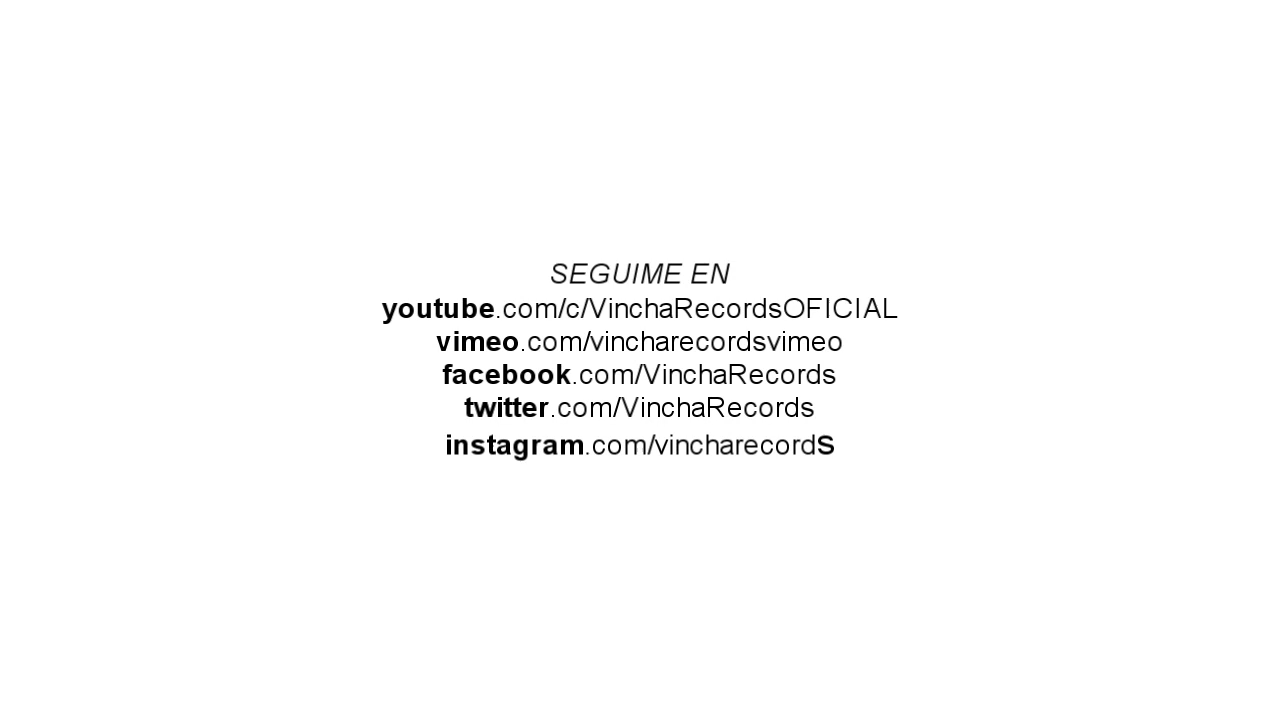 SEGUIME EN
youtube.com/c/VinchaRecordsOFICIAL
vimeo.com/vincharecordsvimeo
facebook.com/VinchaRecords
twitter.com/VinchaRecords
instagram.com/vincharecordS